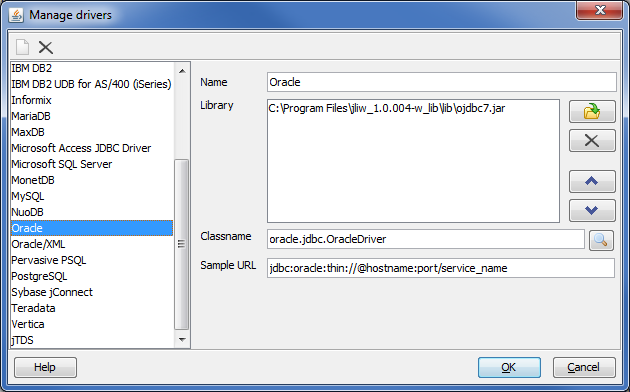 Manage drivers
IBM DB2
IBM DB2 UDB for AS/400 (iSeries)
Informix
MariaDB
MaxDB
Microsoft Access JDBC Driver
Microsoft SQL Server
MonetDB
MySQL
NuoDB
Oracle
Oracle/XML
Pervasive PSQL
PostgreSQL
Sybase jConnect
Teradata
Vertica
jTDS
Name Oracle
Library C:\Program Files\jliw_1.0.004-w_lib\lib\ojdbc7.jar
Classname oracle.jdbc.OracleDriver
Sample URL jdbc:oracle:thin://@hostname:port/service_name
Help OK Cancel